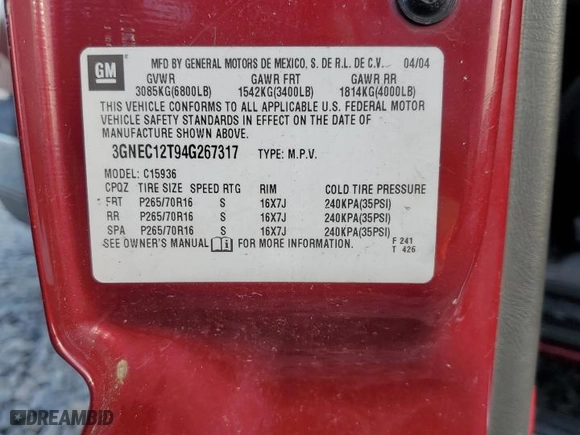 GM
MFD BY GENERAL MOTORS DE MEXICO, S. DE R.L. DE C.V. 04/04
GVWR GAWR FRT GAWR RR
3085KG(6800LB) 1542KG(3400LB) 1814KG(4000LB)
THIS VEHICLE CONFORMS TO ALL APPLICABLE U.S. FEDERAL MOTOR
VEHICLE SAFETY STANDARDS IN EFFECT ON THE DATE OF
MANUFACTURE SHOWN ABOVE.
3GNEC12T94G267317 TYPE: M.P.V.
MODEL: C15936
CPQZ TIRE SIZE SPEED RTG RIM COLD TIRE PRESSURE
FRT P265/70R16 S 16X7J 240KPA(35PSI)
RR P265/70R16 S 16X7J 240KPA(35PSI)
SPA P265/70R16 S 16X7J 240KPA(35PSI)
SEE OWNER'S MANUAL FOR MORE INFORMATION.
F 241
T 426
DREAMBID